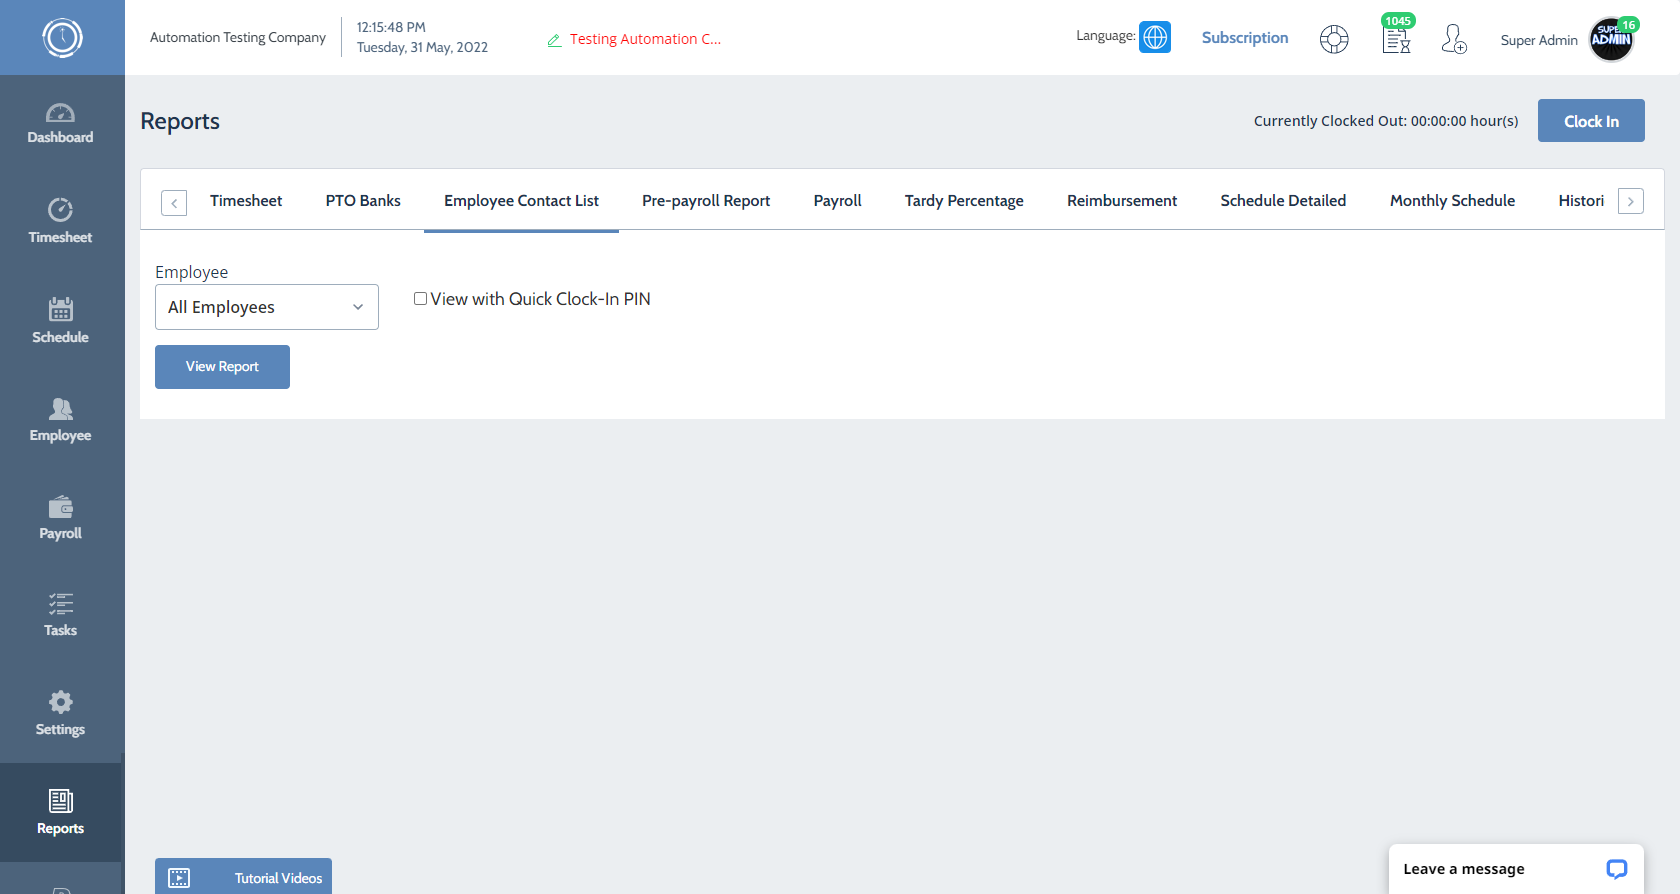 Automation Testing Company
12:15:48 PM
Tuesday, 31 May, 2022
Testing Automation C...
Language:
Subscription
1045
Super Admin
SUPER
ADMIN
16
Dashboard
Timesheet
Schedule
Employee
Payroll
Tasks
Settings
Reports
Reports
Currently Clocked Out: 00:00:00 hour(s)
Clock In
Timesheet PTO Banks Employee Contact List Pre-payroll Report Payroll Tardy Percentage Reimbursement Schedule Detailed Monthly Schedule Histori
Employee
All Employees
View with Quick Clock-In PIN
View Report
Tutorial Videos
Leave a message